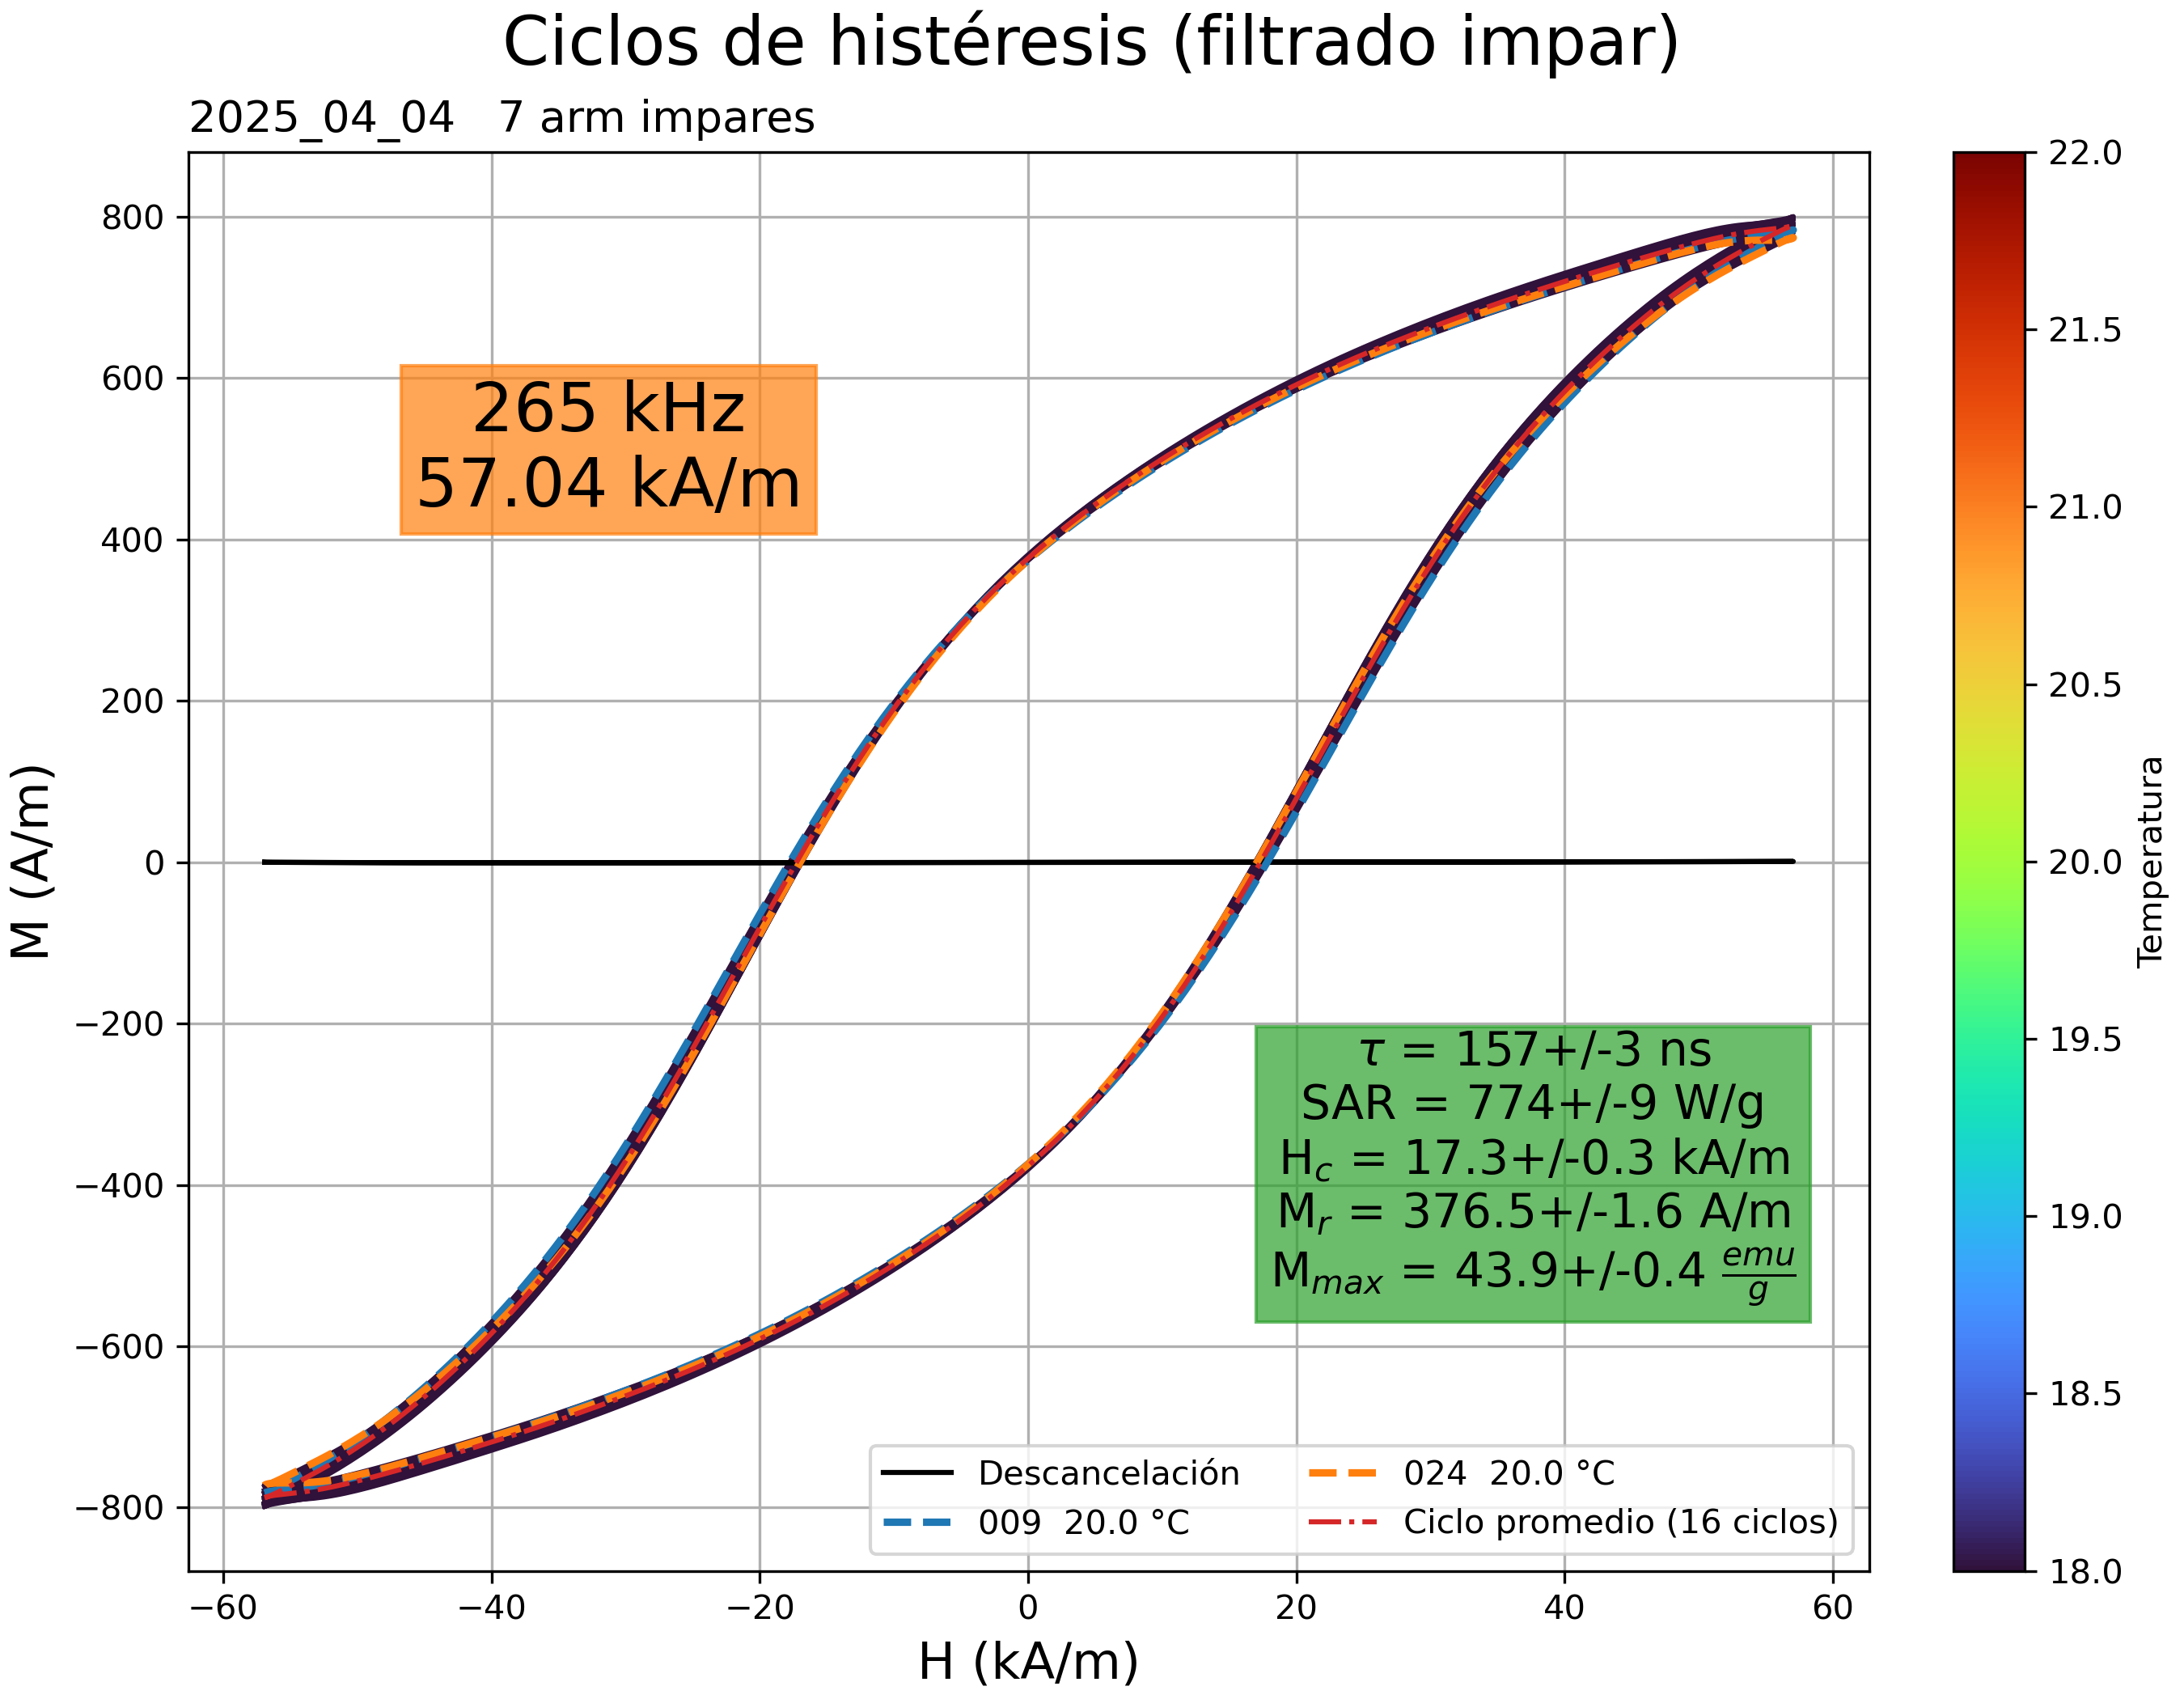 Ciclos de histéresis (filtrado impar)
2025_04_04   7 arm impares
800
600
400
200
0
−200
−400
−600
−800
M (A/m)
265 kHz
57.04 kA/m
τ = 157+/-3 ns
SAR = 774+/-9 W/g
H_c = 17.3+/-0.3 kA/m
M_r = 376.5+/-1.6 A/m
M_max = 43.9+/-0.4 emu/g
Descancelación
009  20.0 °C
024  20.0 °C
Ciclo promedio (16 ciclos)
−60
−40
−20
0
20
40
60
H (kA/m)
22.0
21.5
21.0
20.5
20.0
19.5
19.0
18.5
18.0
Temperatura